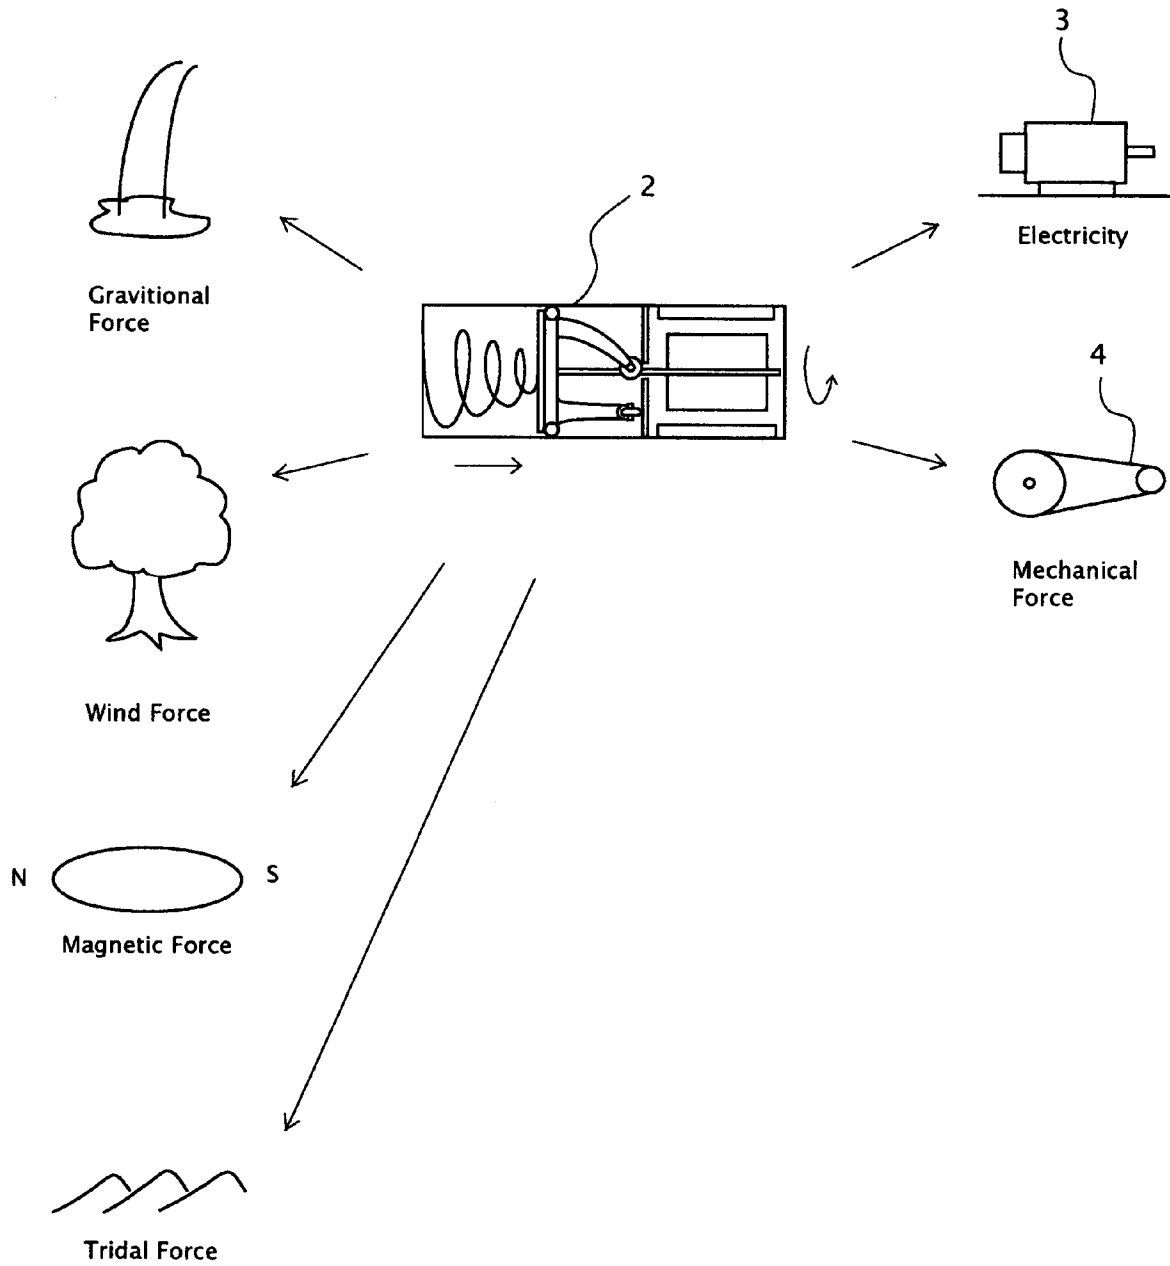 3
2
Electricity
Gravitional
Force
4
Mechanical
Force
Wind Force
N
S
Magnetic Force
Tridal Force